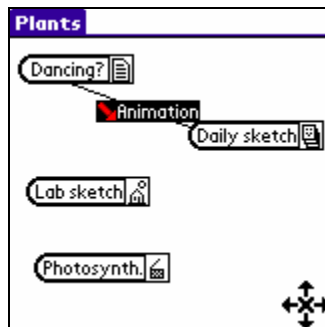 Plants
Dancing?
Animation
Daily sketch
Lab sketch
Photosynth.